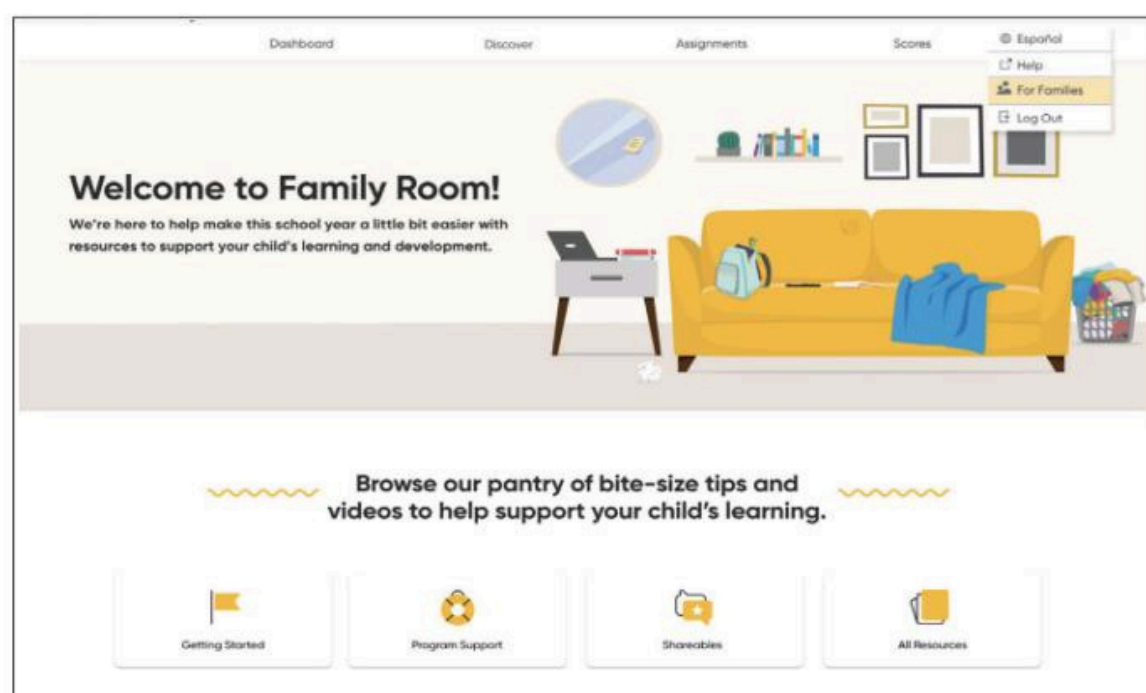 Dashboard
Discover
Assignments
Scores
Español
Help
For Families
Log Out
Welcome to Family Room!
We're here to help make this school year a little bit easier with
resources to support your child's learning and development.
Browse our pantry of bite-size tips and
videos to help support your child's learning.
Getting Started
Program Support
Shareables
All Resources